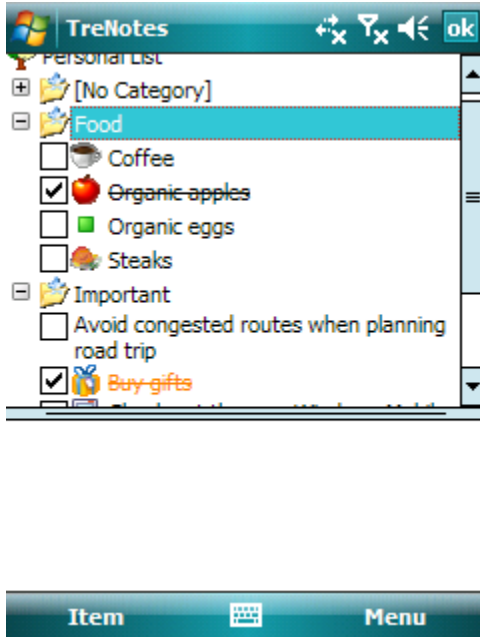 TreNotes
ok
Personal List
[No Category]
Food
Coffee
Organic apples
Organic eggs
Steaks
Important
Avoid congested routes when planning
road trip
Buy gifts
Item
Menu